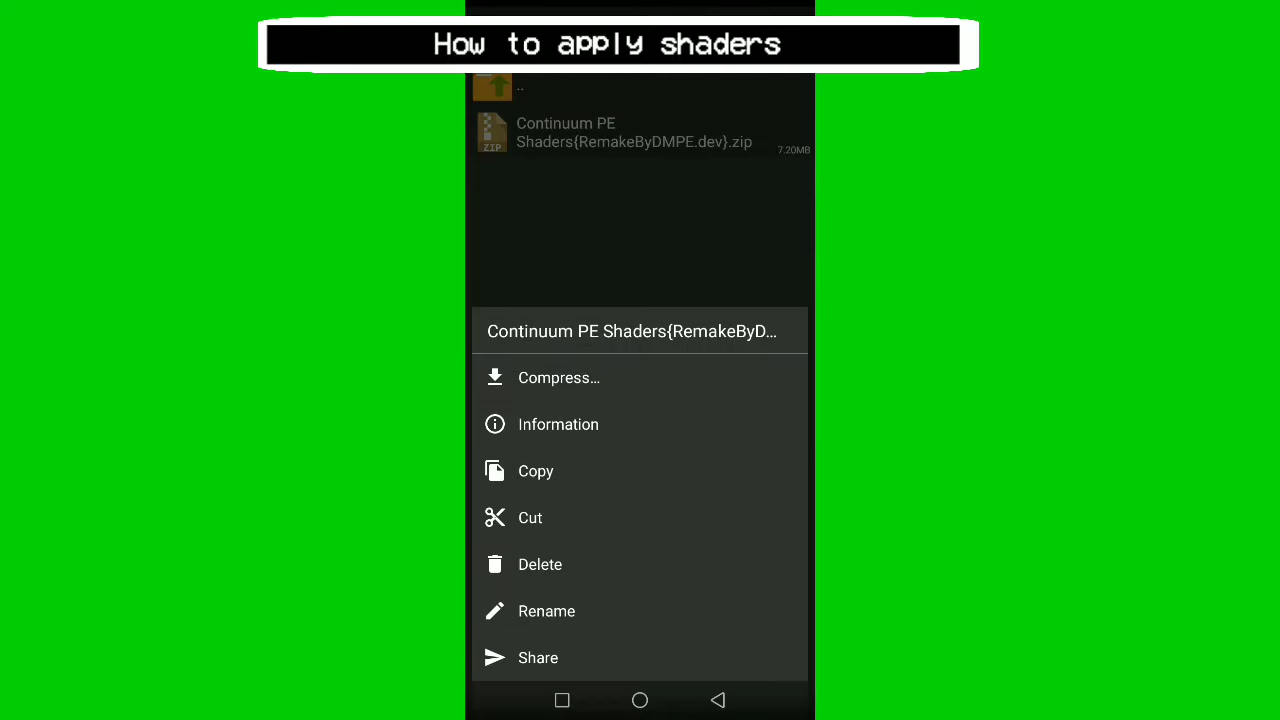 How to apply shaders
..
Continuum PE
Shaders{RemakeByDMPE.dev}.zip
ZIP
7.20MB
Continuum PE Shaders{RemakeByD...
Compress...
Information
Copy
Cut
Delete
Rename
Share